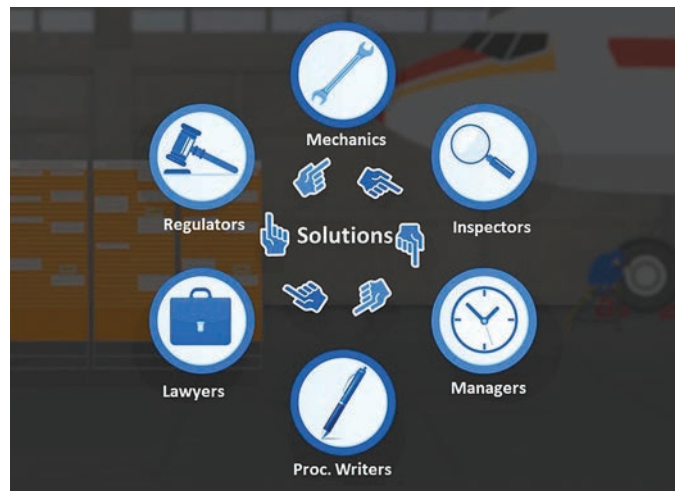 Mechanics
Regulators
Inspectors
Solutions
Lawyers
Managers
Proc. Writers